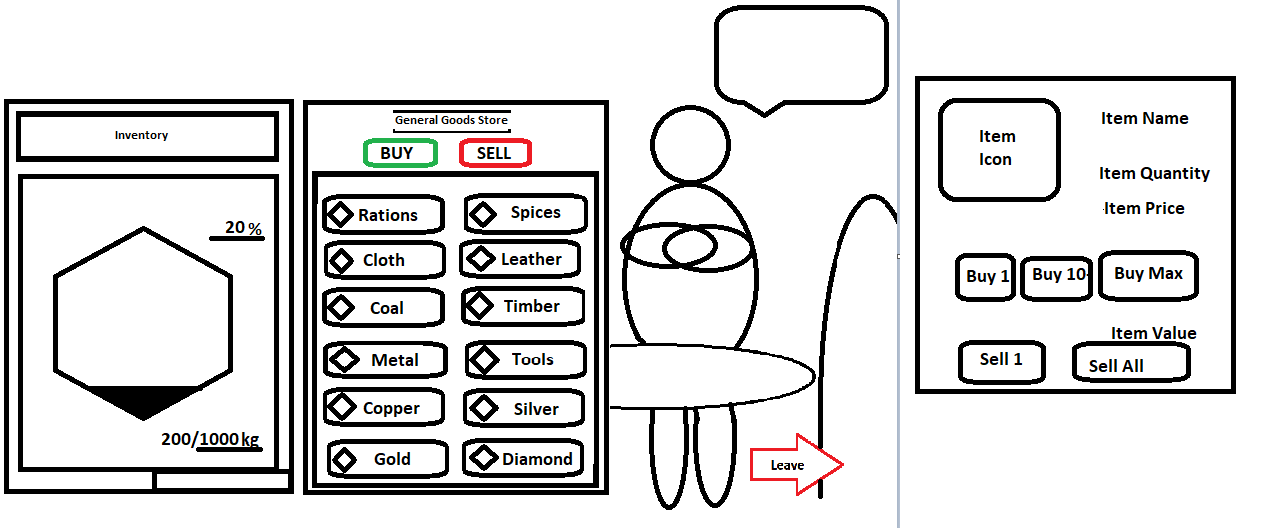 Inventory
20 %
200/1000 kg
General Goods Store
BUY
SELL
Rations
Spices
Cloth
Leather
Coal
Timber
Metal
Tools
Copper
Silver
Gold
Diamond
Leave
Item
Icon
Item Name
Item Quantity
Item Price
Buy 1
Buy 10
Buy Max
Item Value
Sell 1
Sell All